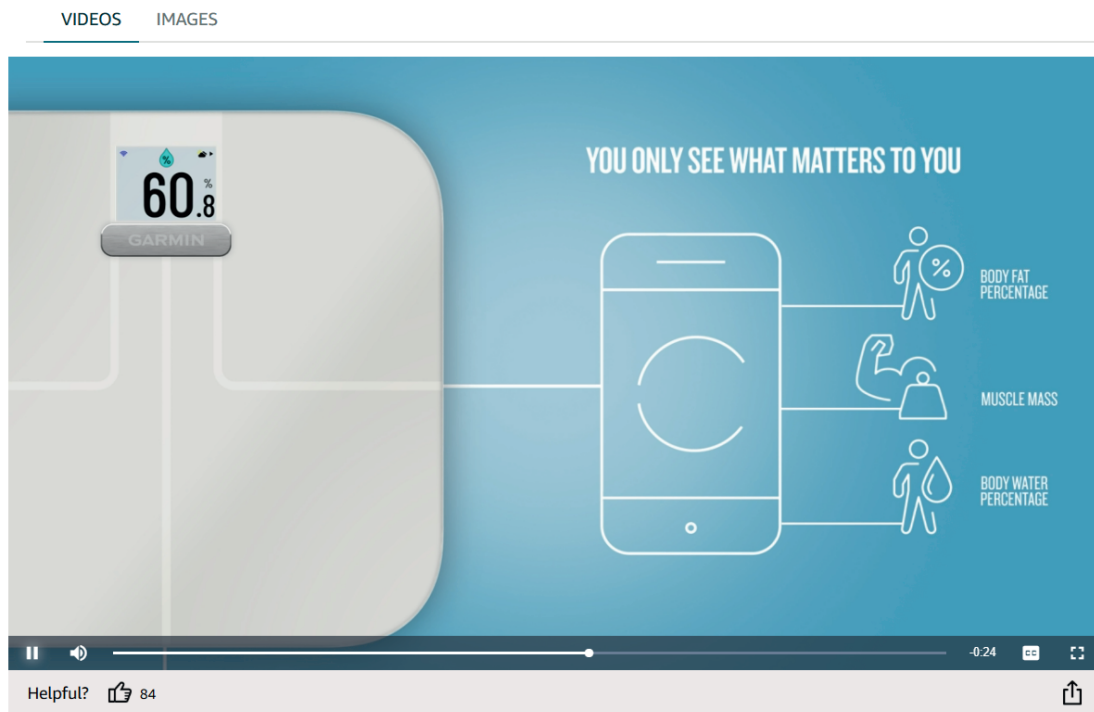 VIDEOS
IMAGES
%
60.8
%
GARMIN
YOU ONLY SEE WHAT MATTERS TO YOU
%
BODY FAT
PERCENTAGE
MUSCLE MASS
BODY WATER
PERCENTAGE
-0:24
CC
Helpful?
84